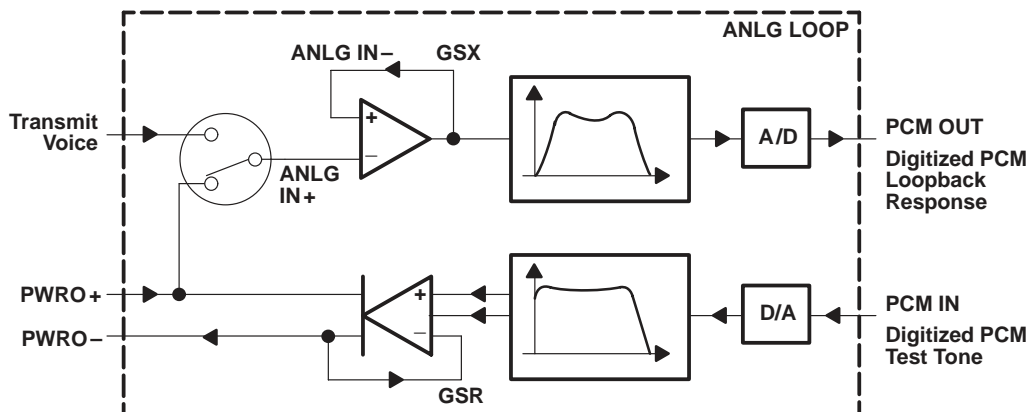 ANLG LOOP
ANLG IN−
GSX
Transmit
Voice
+
−
ANLG
IN+
A/D
PCM OUT
Digitized PCM
Loopback
Response
PWRO+
PWRO−
+
−
GSR
D/A
PCM IN
Digitized PCM
Test Tone